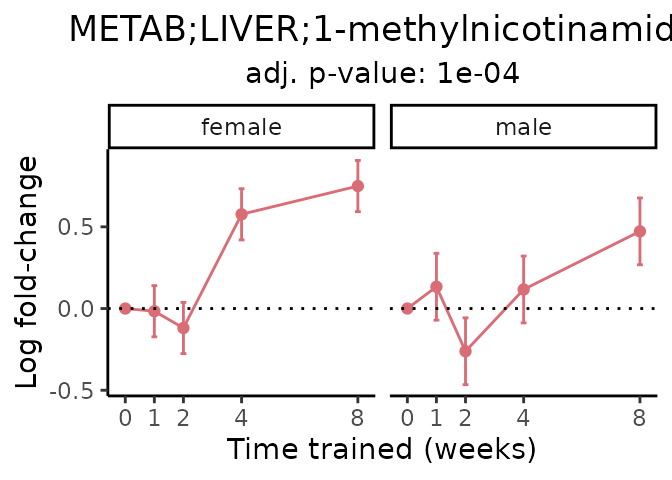 METAB;LIVER;1-methylnicotinamid
adj. p-value: 1e-04
female male
Log fold-change
0.5
0.0
-0.5
0 1 2 4 8 0 1 2 4 8
Time trained (weeks)